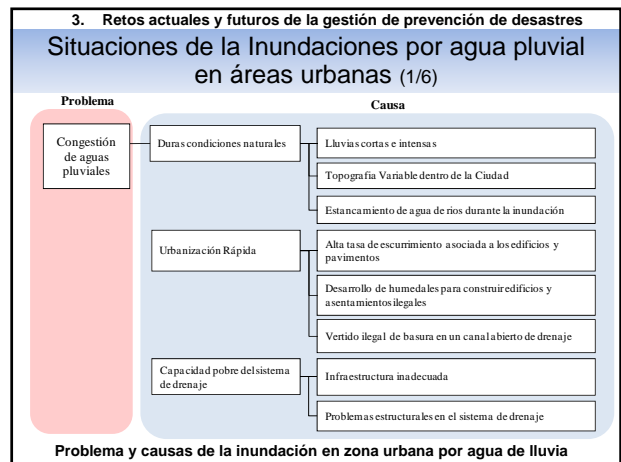 3. Retos actuales y futuros de la gestión de prevención de desastres
Situaciones de la Inundaciones por agua pluvial
en áreas urbanas (1/6)
Problema
Causa
Congestión
de aguas
pluviales
Duras condiciones naturales
Lluvias cortas e intensas
Topografía Variable dentro de la Ciudad
Estancamiento de agua de rios durante la inundación
Urbanización Rápida
Alta tasa de escurrimiento asociada a los edificios y
pavimentos
Desarrollo de humedales para construir edificios y
asentamientos ilegales
Vertido ilegal de basura en un canal abierto de drenaje
Capacidad pobre del sistema
de drenaje
Infraestructura inadecuada
Problemas estructurales en el sistema de drenaje
Problema y causas de la inundación en zona urbana por agua de lluvia